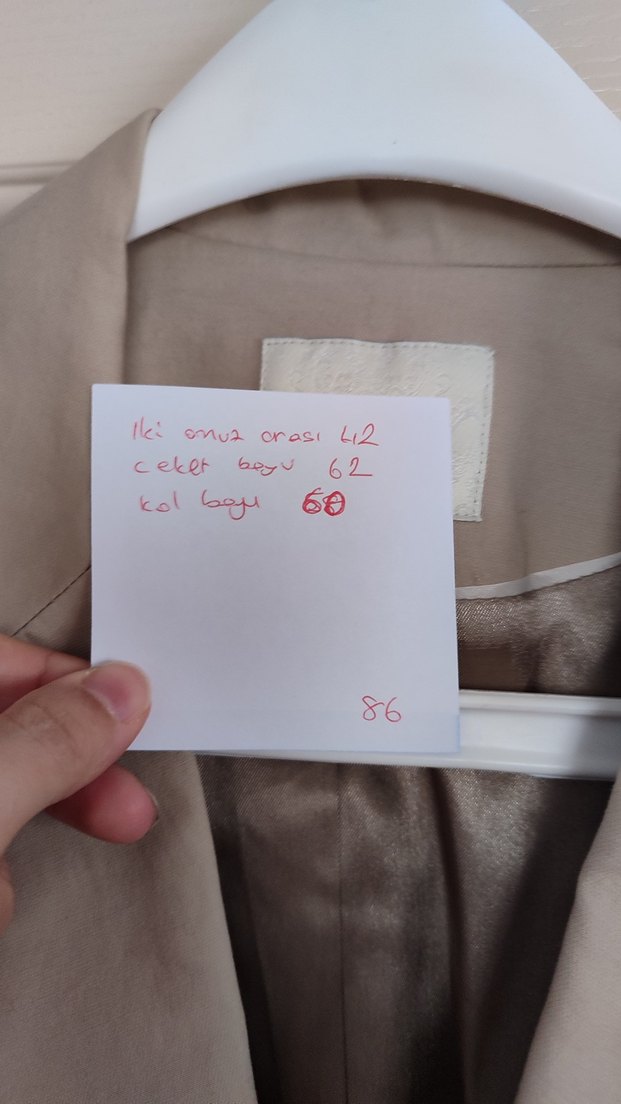 Iki omuz arası 42
ceket boyu 62
kol boyu 60
86